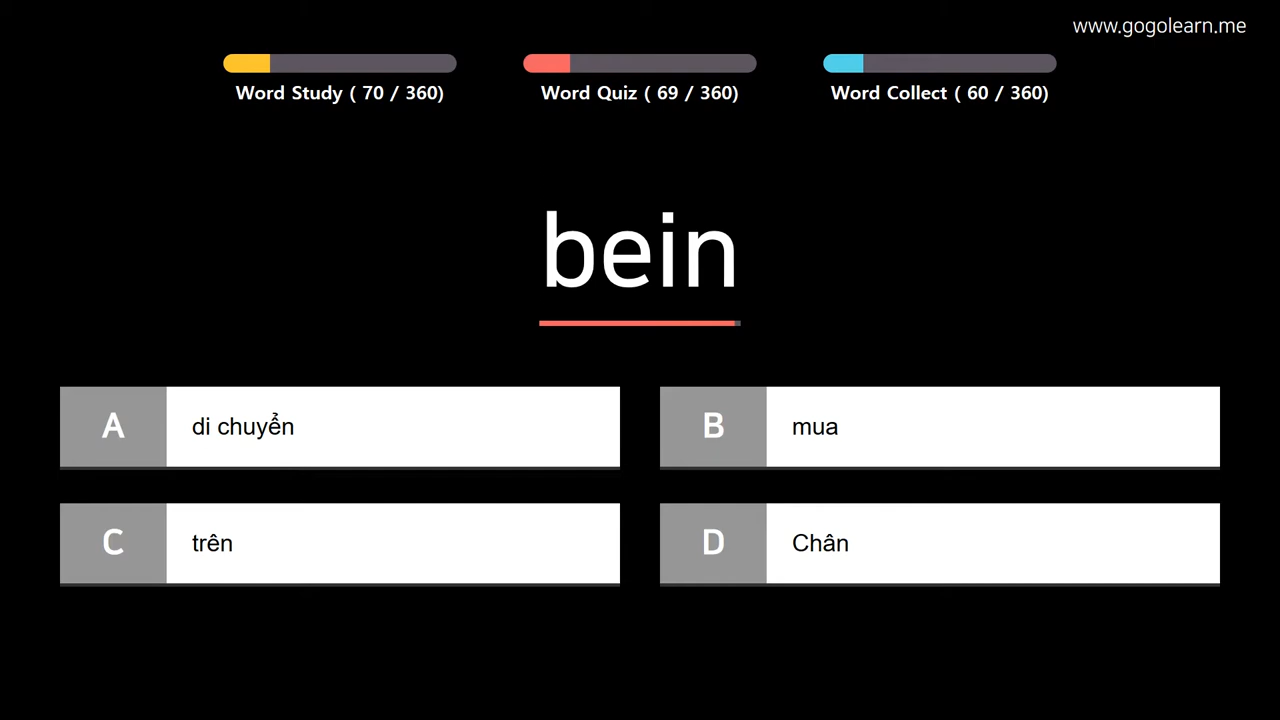 www.gogolearn.me
Word Study ( 70 / 360)
Word Quiz ( 69 / 360)
Word Collect ( 60 / 360)
bein
A di chuyển
B mua
C trên
D Chân